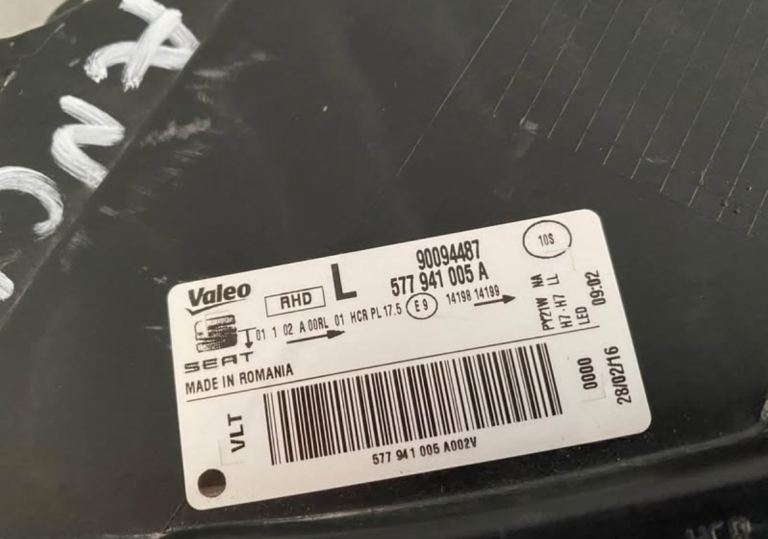 Valeo
RHD
L
90094487
577 941 005 A
10S
SEAT
01 1 02 A 00RL 01 HCR PL 17.5 E9 14198 14199
PY21W NA
H7 · H7 LL
LED 09:02
MADE IN ROMANIA
VLT
577 941 005 A002V
0000
28/02/16